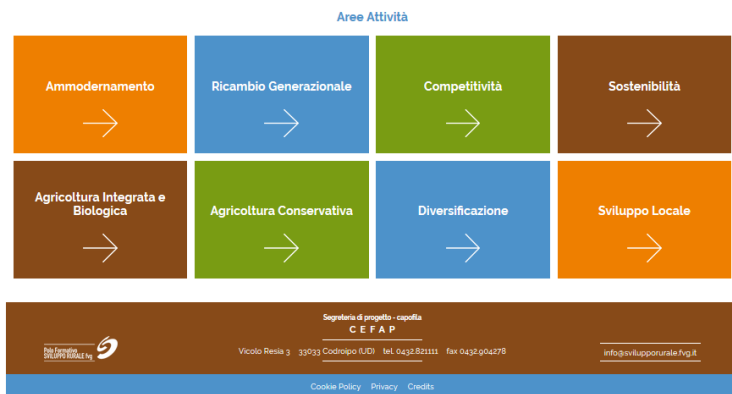 Aree Attività
Ammodernamento
Ricambio Generazionale
Competitività
Sostenibilità
Agricoltura Integrata e
Biologica
Agricoltura Conservativa
Diversificazione
Sviluppo Locale
Segreteria di progetto - capofila
CEFAP
Vicolo Resia 3 33033 Codroipo (UD) tel. 0432.821111 fax 0432.904278
Polo Formativo
SVILUPPO RURALE fvg
info@svilupporurale.fvg.it
Cookie Policy Privacy Credits